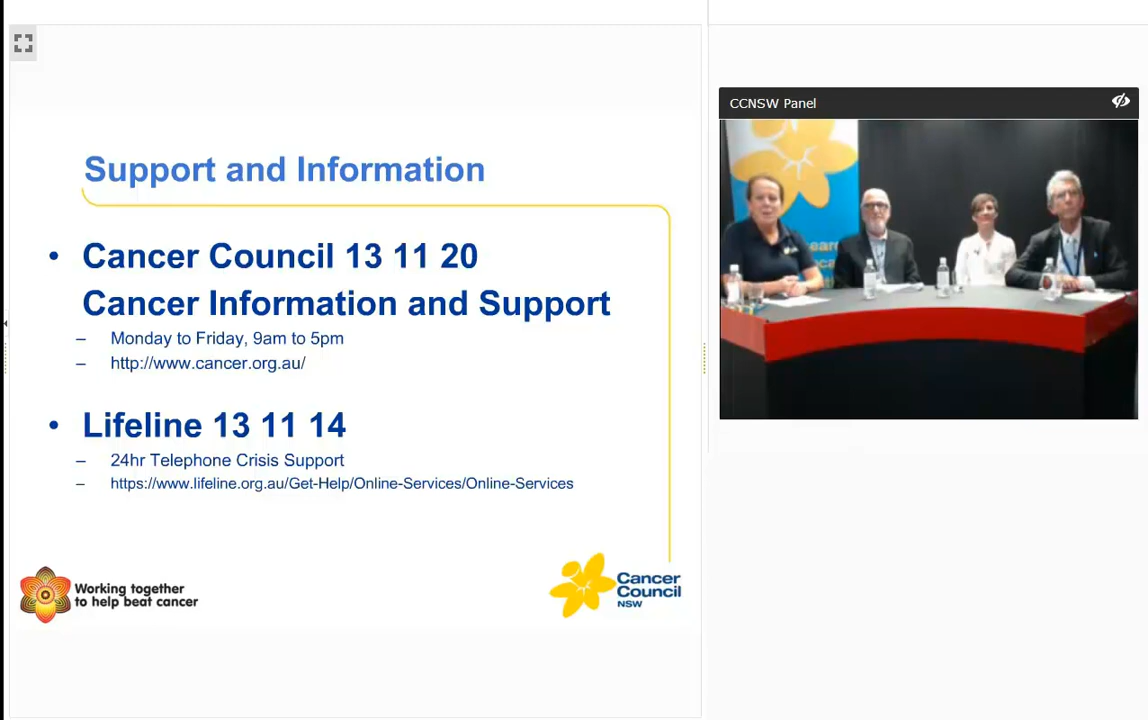 Support and Information
• Cancer Council 13 11 20
Cancer Information and Support
– Monday to Friday, 9am to 5pm
– http://www.cancer.org.au/
• Lifeline 13 11 14
– 24hr Telephone Crisis Support
– https://www.lifeline.org.au/Get-Help/Online-Services/Online-Services
Working together
to help beat cancer
Cancer
Council
NSW
CCNSW Panel